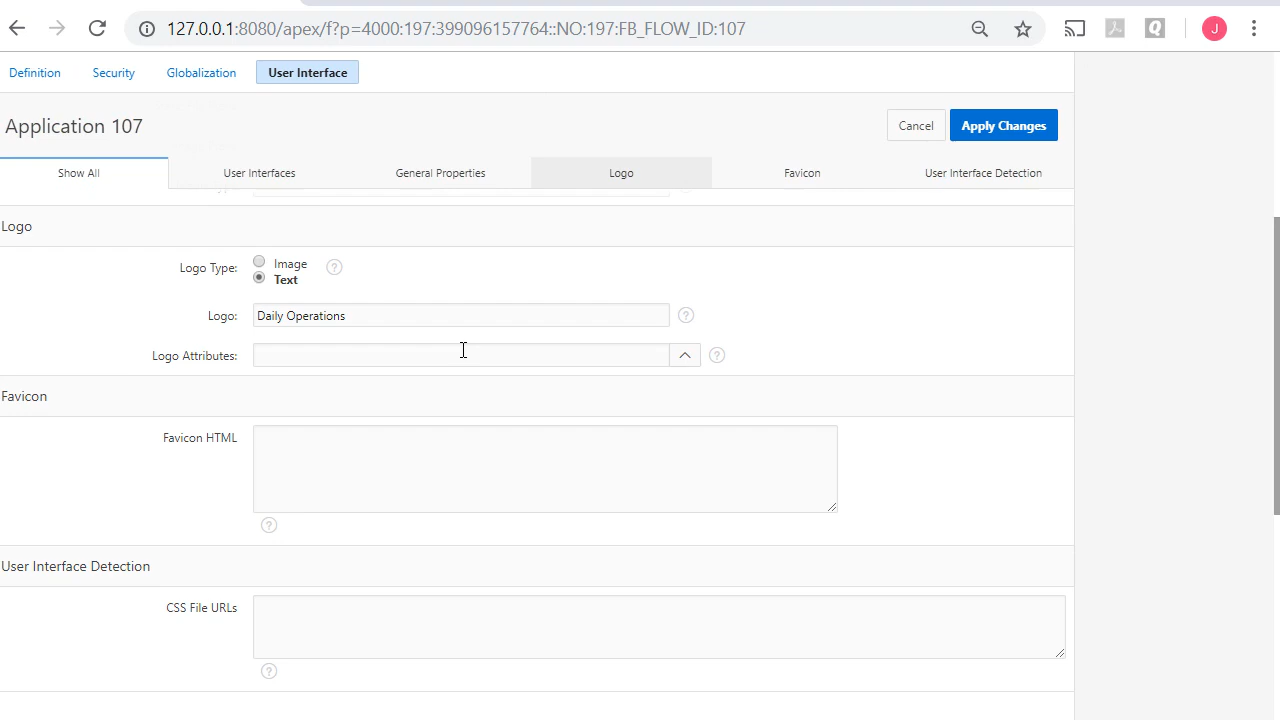 127.0.0.1:8080/apex/f?p=4000:197:399096157764::NO:197:FB_FLOW_ID:107
J
Definition Security Globalization User Interface
Application 107
Cancel Apply Changes
Show All User Interfaces General Properties Logo Favicon User Interface Detection
Logo
Logo Type: Image ?
Text
Logo: Daily Operations ?
Logo Attributes: ?
Favicon
Favicon HTML
?
User Interface Detection
CSS File URLs
?